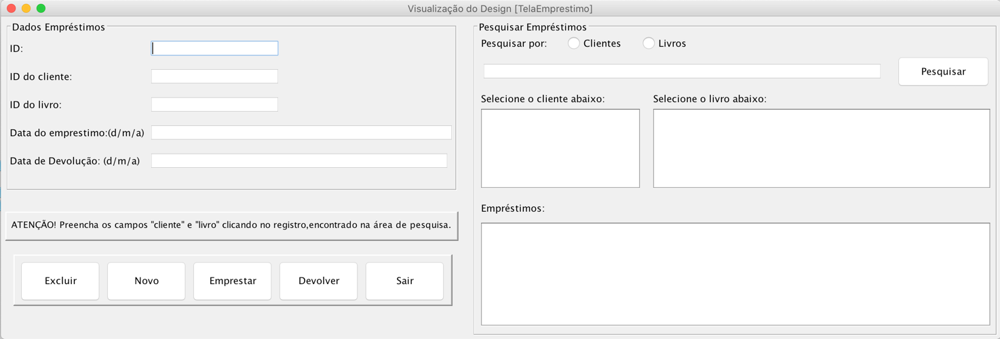 Visualização do Design [TelaEmprestimo]
Dados Empréstimos
ID:
ID do cliente:
ID do livro:
Data do emprestimo:(d/m/a)
Data de Devolução: (d/m/a)
ATENÇÃO! Preencha os campos "cliente" e "livro" clicando no registro,encontrado na área de pesquisa.
Excluir Novo Emprestar Devolver Sair
Pesquisar Empréstimos
Pesquisar por: Clientes Livros
Pesquisar
Selecione o cliente abaixo: Selecione o livro abaixo:
Empréstimos: